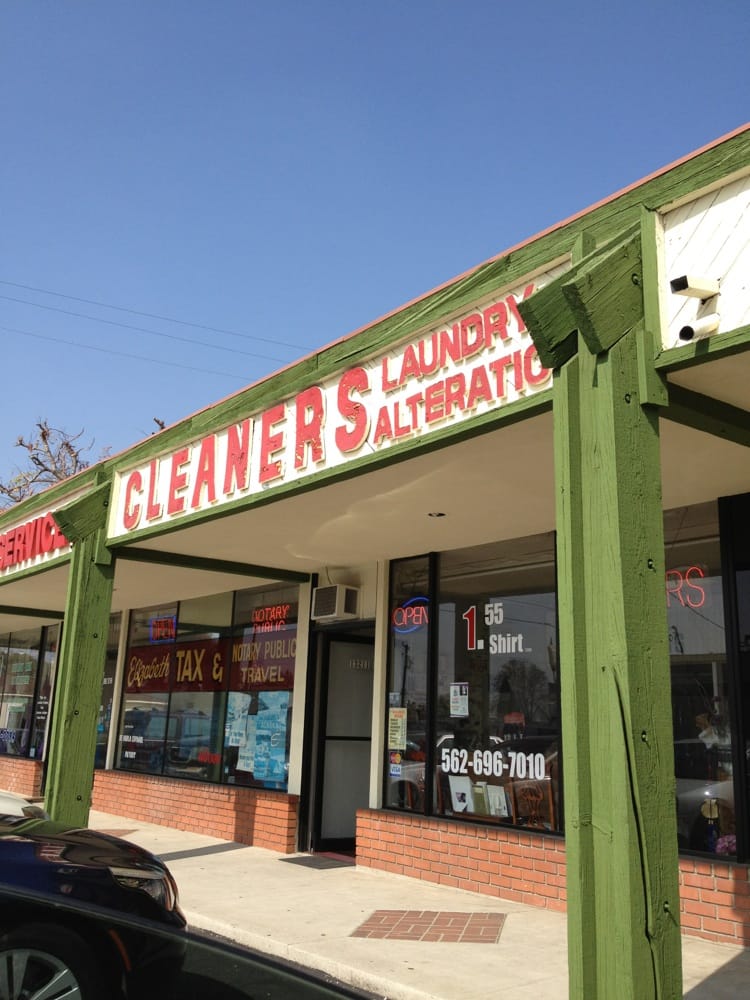 CLEANERS
LAUNDRY
ALTERATIO
SERVICE
OPEN
NOTARY
PUBLIC
Elizabeth TAX &
NOTARY PUBLIC
TRAVEL
OPEN
1.55
Shirt
562-696-7010
VISA
RS